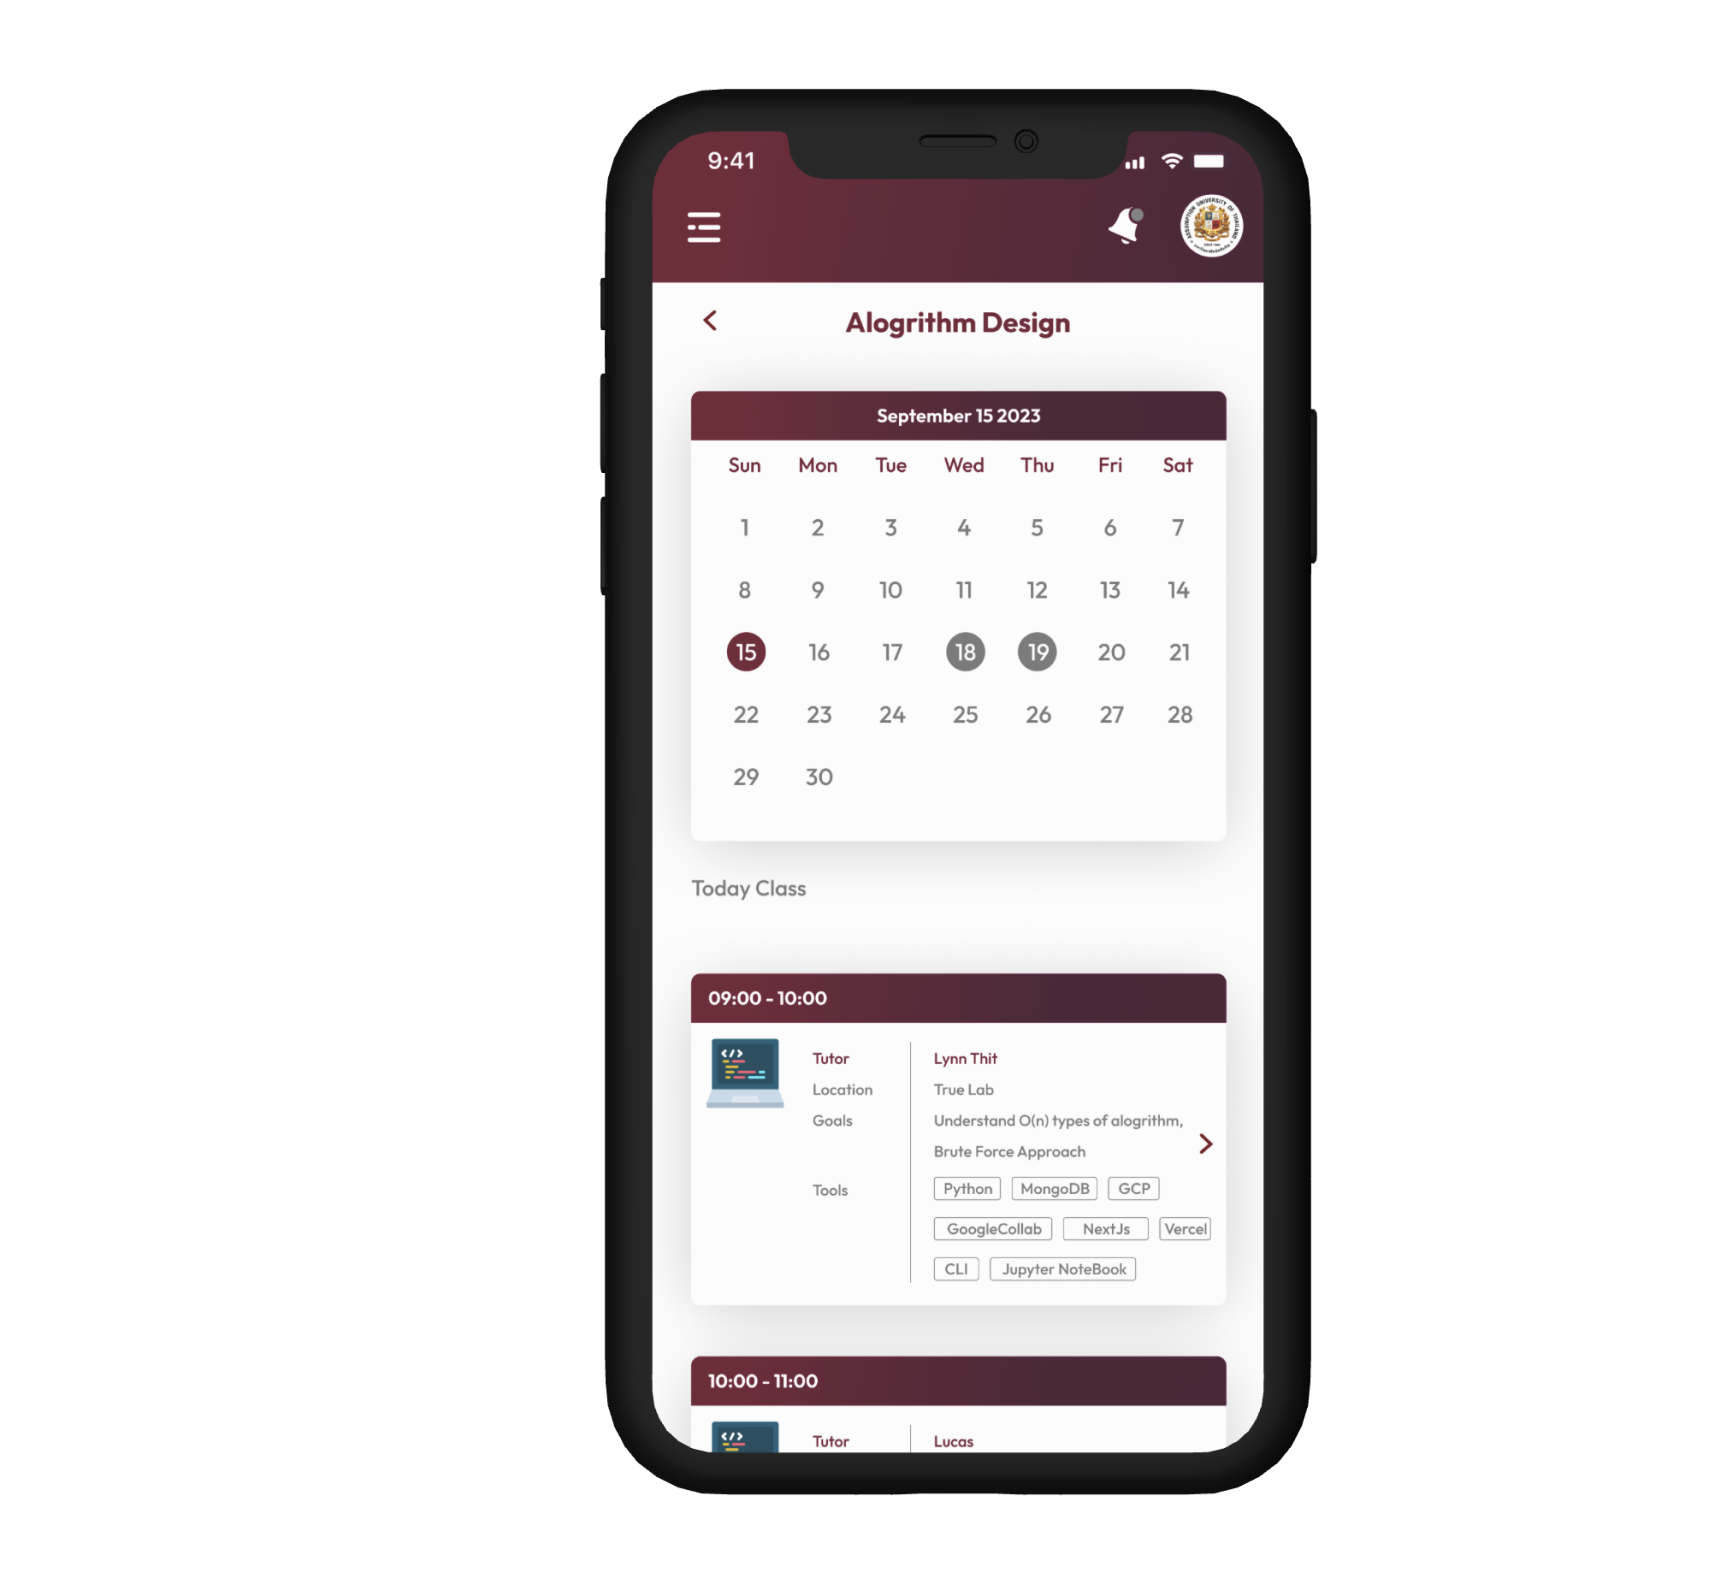 9:41
ASSUMPTION UNIVERSITY OF THAILAND
Alogrithm Design
September 15 2023
Sun Mon Tue Wed Thu Fri Sat
1 2 3 4 5 6 7
8 9 10 11 12 13 14
15 16 17 18 19 20 21
22 23 24 25 26 27 28
29 30
Today Class
09:00 - 10:00
</>
Tutor Lynn Thit
Location True Lab
Goals Understand O(n) types of alogrithm,
Brute Force Approach
Tools Python MongoDB GCP
GoogleCollab NextJs Vercel
CLI Jupyter NoteBook
10:00 - 11:00
</>
Tutor Lucas